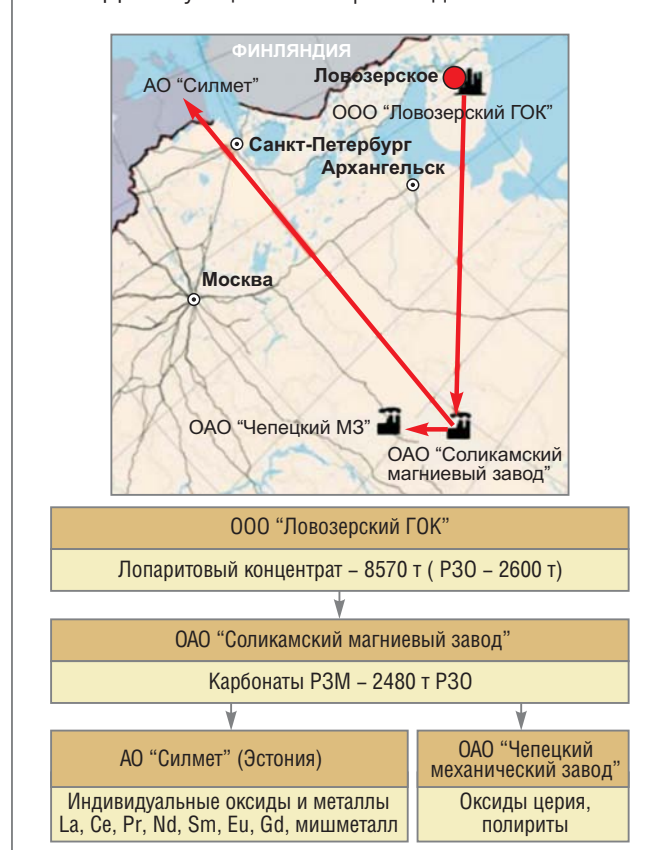 ФИНЛЯНДИЯ
АО “Силмет”
Ловозерское
ООО “Ловозерский ГОК”
Санкт-Петербург
Архангельск
Москва
ОАО “Чепецкий МЗ”
ОАО “Соликамский
магниевый завод”
ООО “Ловозерский ГОК”
Лопаритовый концентрат – 8570 т ( РЗО – 2600 т)
ОАО “Соликамский магниевый завод”
Карбонаты РЗМ – 2480 т РЗО
АО “Силмет” (Эстония)
Индивидуальные оксиды и металлы
La, Ce, Pr, Nd, Sm, Eu, Gd, мишметалл
ОАО “Чепецкий
механический завод”
Оксиды церия,
полириты